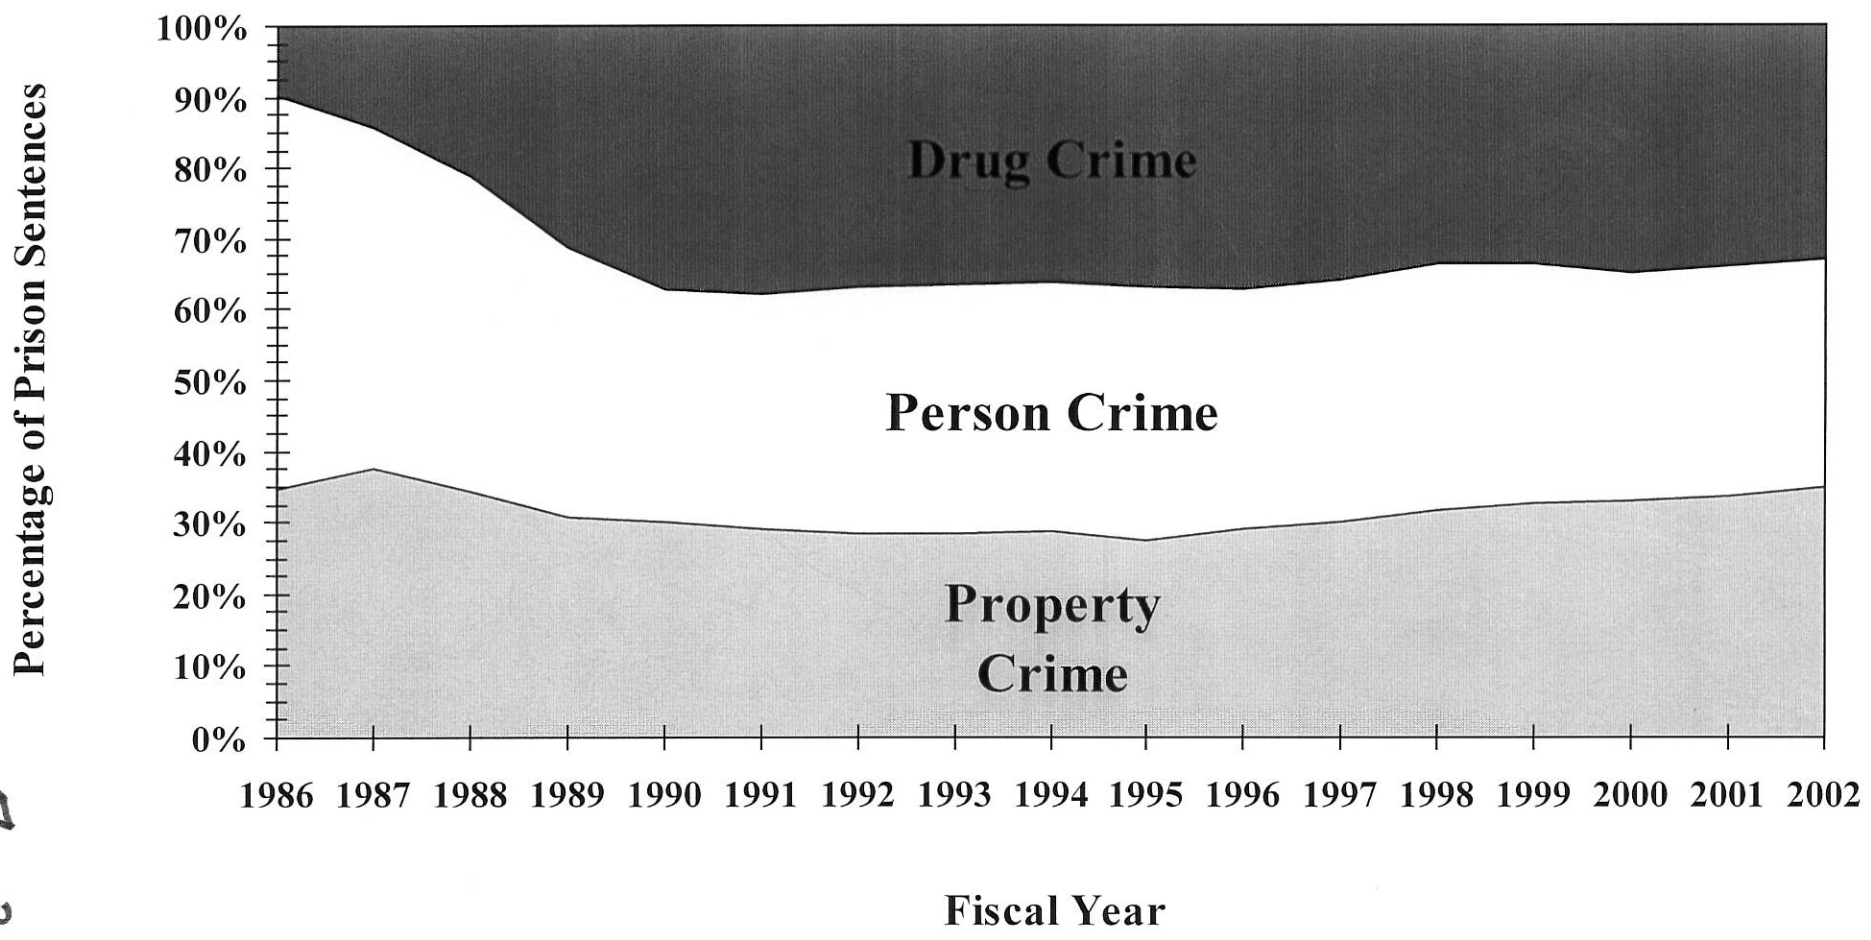 100%
90%
80%
70%
60%
50%
40%
30%
20%
10%
0%
Percentage of Prison Sentences
Drug Crime
Person Crime
Property
Crime
1986 1987 1988 1989 1990 1991 1992 1993 1994 1995 1996 1997 1998 1999 2000 2001 2002
Fiscal Year